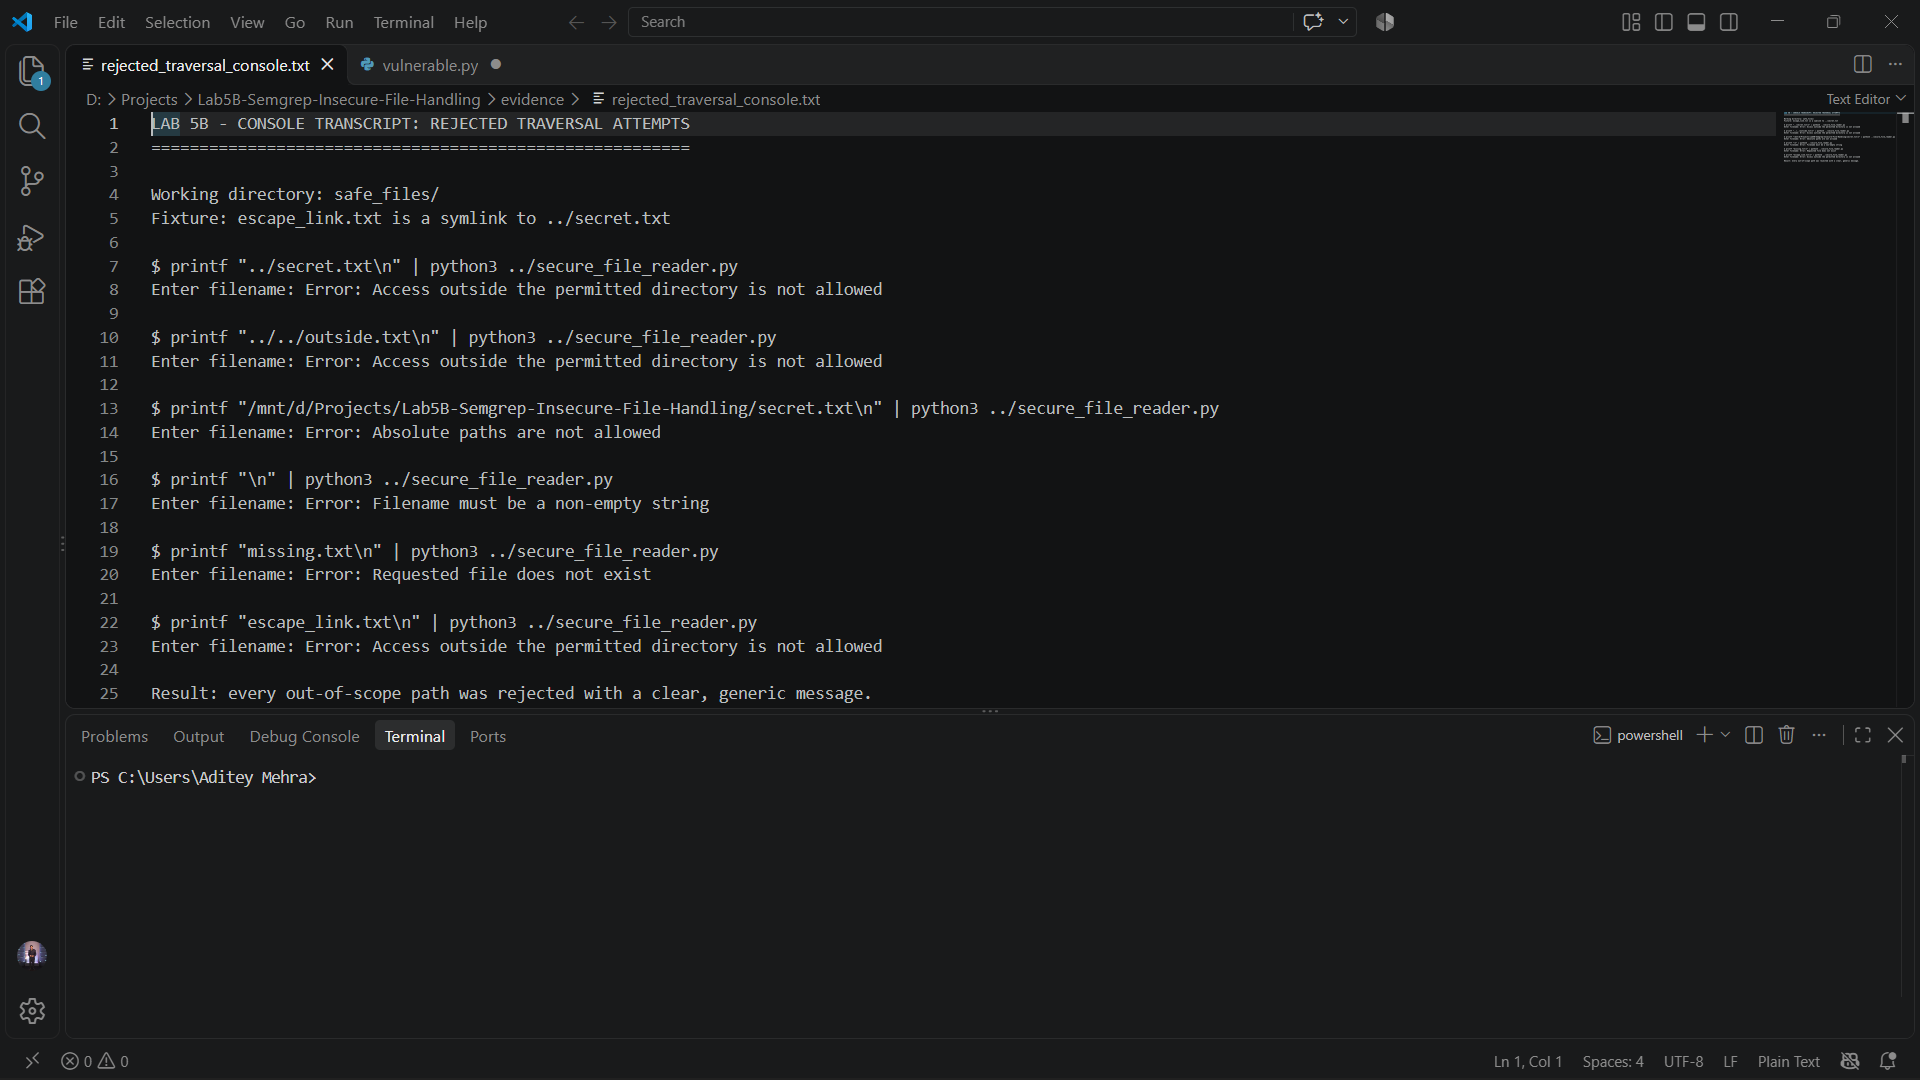 File Edit Selection View Go Run Terminal Help Search
rejected_traversal_console.txt vulnerable.py
D: > Projects > Lab5B-Semgrep-Insecure-File-Handling > evidence > rejected_traversal_console.txt Text Editor
1 LAB 5B - CONSOLE TRANSCRIPT: REJECTED TRAVERSAL ATTEMPTS
2 ========================================================
3
4 Working directory: safe_files/
5 Fixture: escape_link.txt is a symlink to ../secret.txt
6
7 $ printf "../secret.txt\n" | python3 ../secure_file_reader.py
8 Enter filename: Error: Access outside the permitted directory is not allowed
9
10 $ printf "../../outside.txt\n" | python3 ../secure_file_reader.py
11 Enter filename: Error: Access outside the permitted directory is not allowed
12
13 $ printf "/mnt/d/Projects/Lab5B-Semgrep-Insecure-File-Handling/secret.txt\n" | python3 ../secure_file_reader.py
14 Enter filename: Error: Absolute paths are not allowed
15
16 $ printf "\n" | python3 ../secure_file_reader.py
17 Enter filename: Error: Filename must be a non-empty string
18
19 $ printf "missing.txt\n" | python3 ../secure_file_reader.py
20 Enter filename: Error: Requested file does not exist
21
22 $ printf "escape_link.txt\n" | python3 ../secure_file_reader.py
23 Enter filename: Error: Access outside the permitted directory is not allowed
24
25 Result: every out-of-scope path was rejected with a clear, generic message.
1
Problems Output Debug Console Terminal Ports powershell
PS C:\Users\Aditey Mehra>
0 0 Ln 1, Col 1 Spaces: 4 UTF-8 LF Plain Text